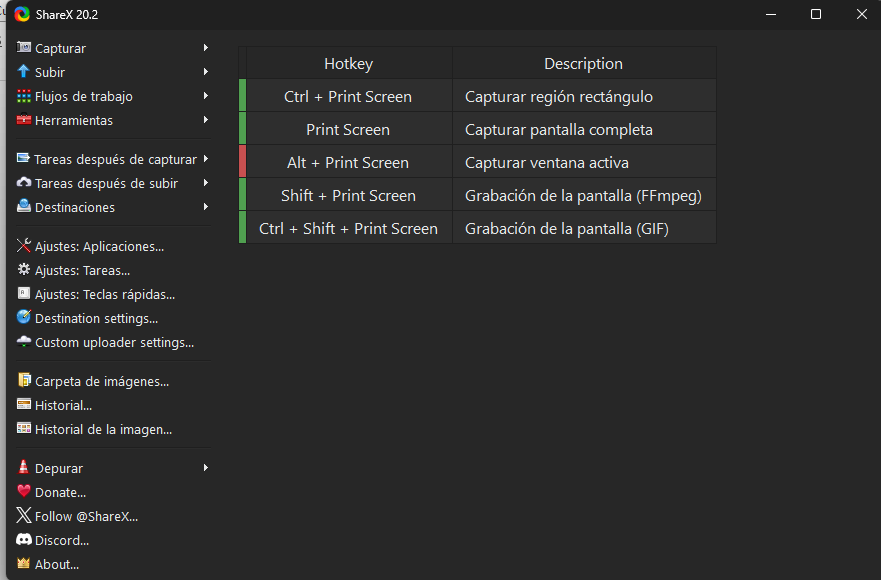 ShareX 20.2
Capturar
Subir
Flujos de trabajo
Herramientas
Tareas después de capturar
Tareas después de subir
Destinaciones
Ajustes: Aplicaciones...
Ajustes: Tareas...
Ajustes: Teclas rápidas...
Destination settings...
Custom uploader settings...
Carpeta de imágenes...
Historial...
Historial de la imagen...
Depurar
Donate...
Follow @ShareX...
Discord...
About...
Hotkey Description
Ctrl + Print Screen Capturar región rectángulo
Print Screen Capturar pantalla completa
Alt + Print Screen Capturar ventana activa
Shift + Print Screen Grabación de la pantalla (FFmpeg)
Ctrl + Shift + Print Screen Grabación de la pantalla (GIF)